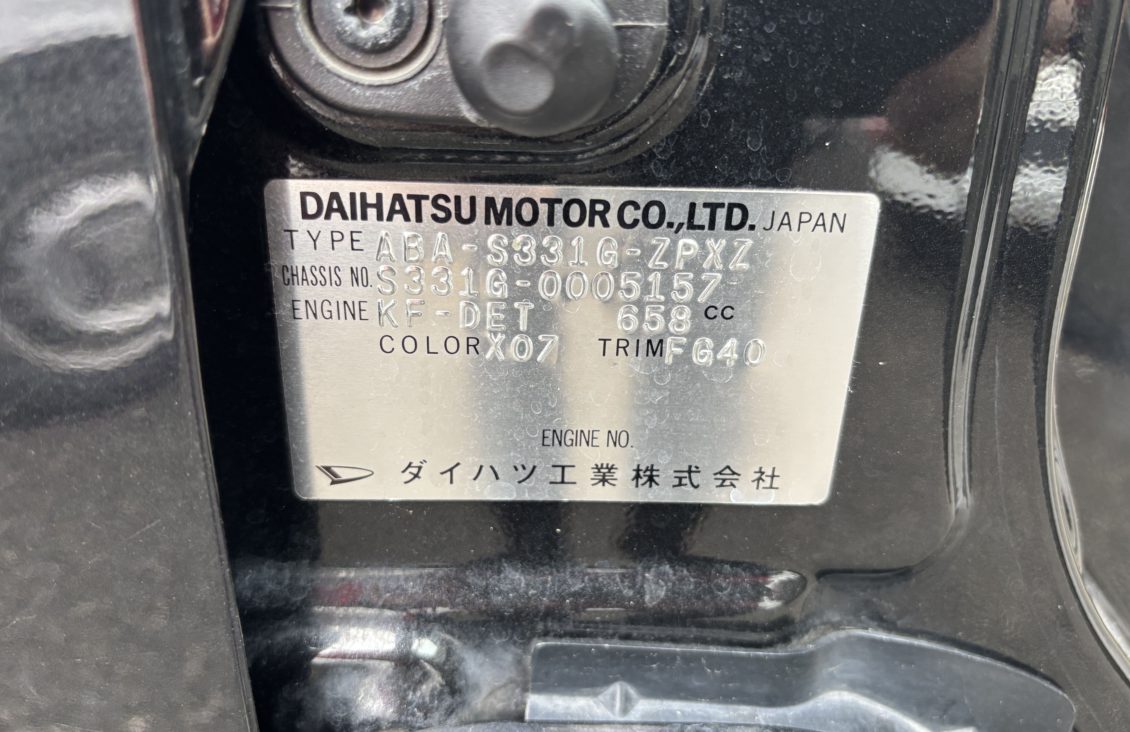 DAIHATSU MOTOR CO.,LTD. JAPAN
TYPE ABA-S331G-ZPXZ
CHASSIS NO. S331G-0005157
ENGINE KF-DET 658 CC
COLOR X07 TRIM FG40
ENGINE NO.
ダイハツ工業株式会社